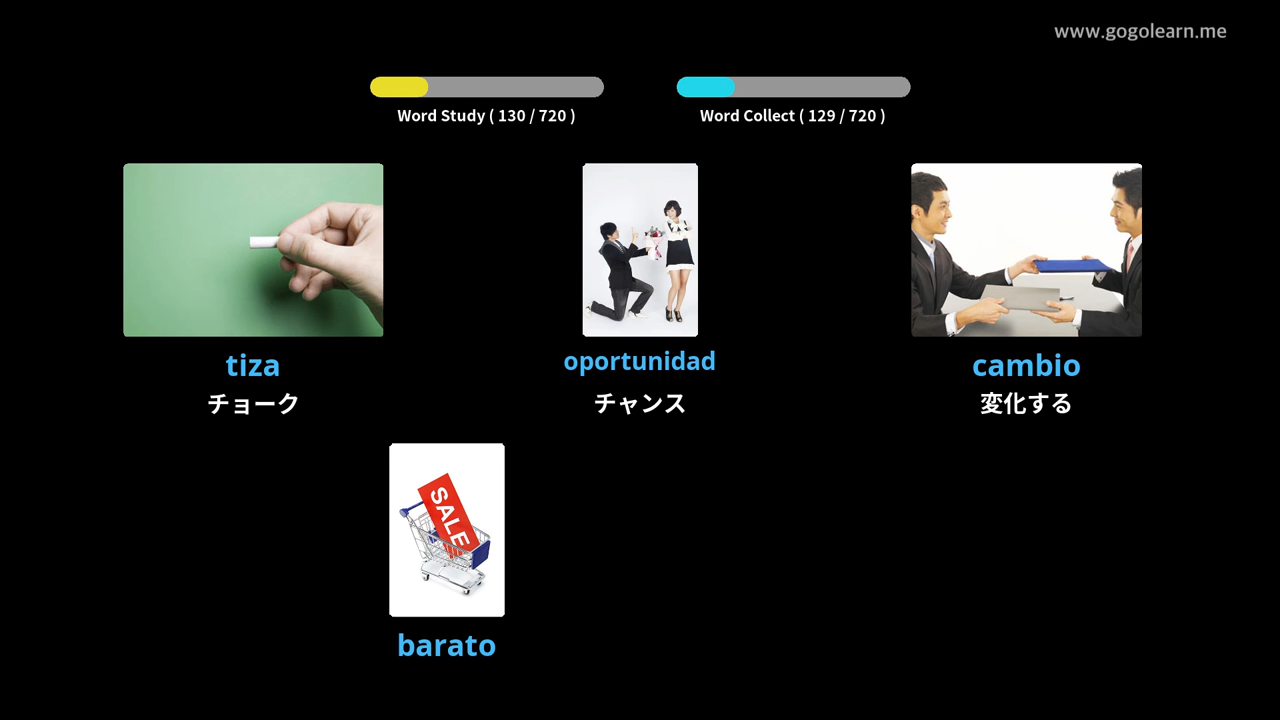 www.gogolearn.me
Word Study ( 130 / 720 )
Word Collect ( 129 / 720 )
tiza
チョーク
oportunidad
チャンス
cambio
変化する
SALE
barato